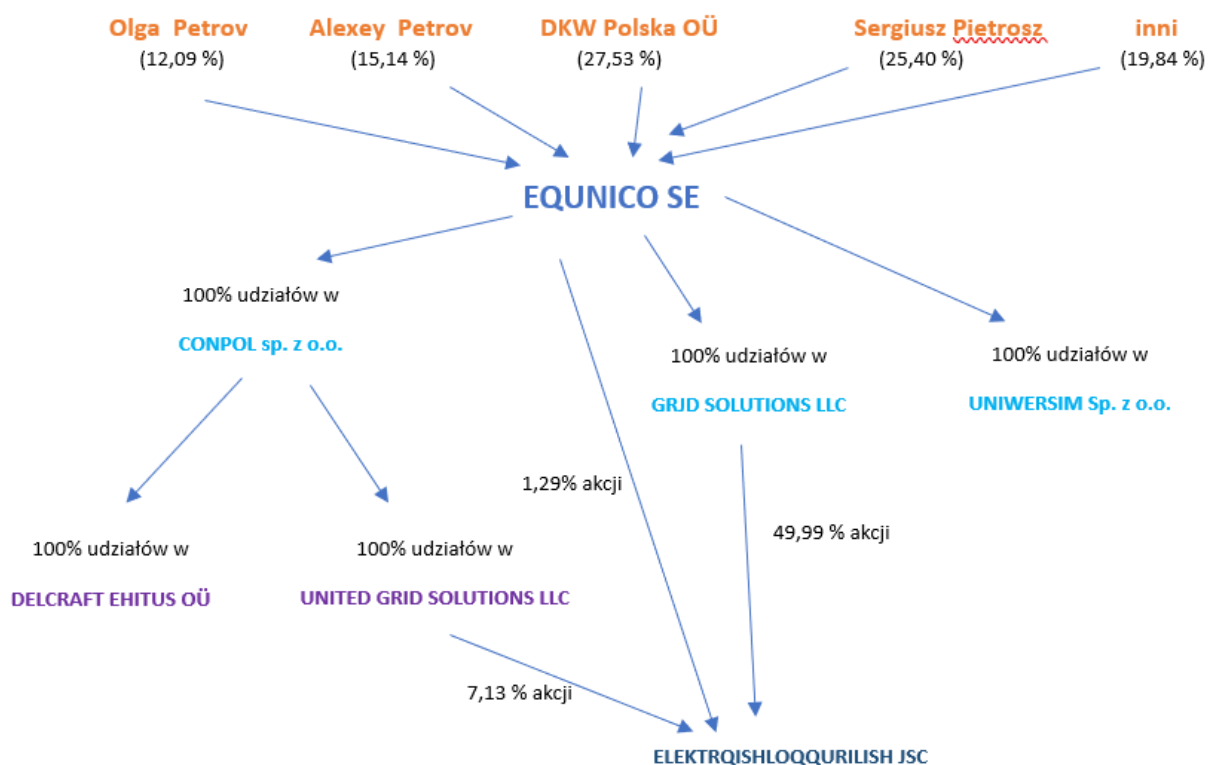 Olga Petrov
(12,09 %)
Alexey Petrov
(15,14 %)
DKW Polska OÜ
(27,53 %)
Sergiusz Pietrosz
(25,40 %)
inni
(19,84 %)
EQUNICO SE
100% udziałów w
CONPOL sp. z o.o.
100% udziałów w
GRJD SOLUTIONS LLC
100% udziałów w
UNIWERSIM Sp. z o.o.
1,29% akcji
49,99 % akcji
100% udziałów w
DELCRAFT EHITUS OÜ
100% udziałów w
UNITED GRID SOLUTIONS LLC
7,13 % akcji
ELEKTRQISHLOQQURILISH JSC